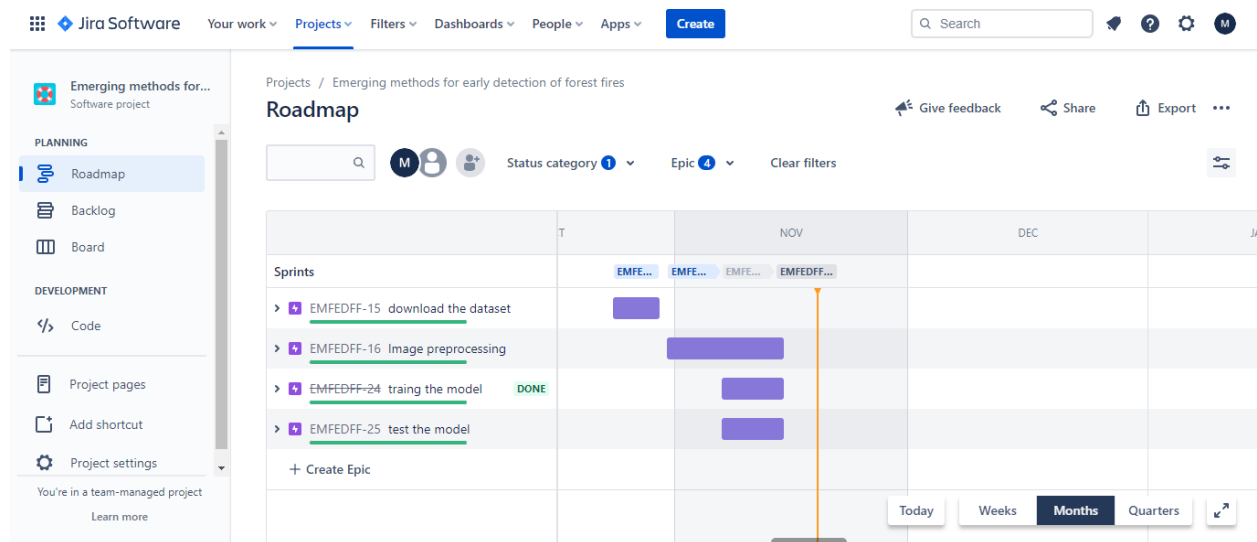 Jira Software Your work Projects Filters Dashboards People Apps Create Search M
Emerging methods for...
Software project
PLANNING
Roadmap
Backlog
Board
DEVELOPMENT
Code
Project pages
Add shortcut
Project settings
You're in a team-managed project
Learn more
Projects / Emerging methods for early detection of forest fires
Roadmap
Give feedback Share Export
M Status category 1 Epic 4 Clear filters
NOV DEC
Sprints EMFE... EMFE... EMFE... EMFEDFF...
EMFEDFF-15 download the dataset
EMFEDFF-16 Image preprocessing
EMFEDFF-24 traing the model DONE
EMFEDFF-25 test the model
+ Create Epic
Today Weeks Months Quarters